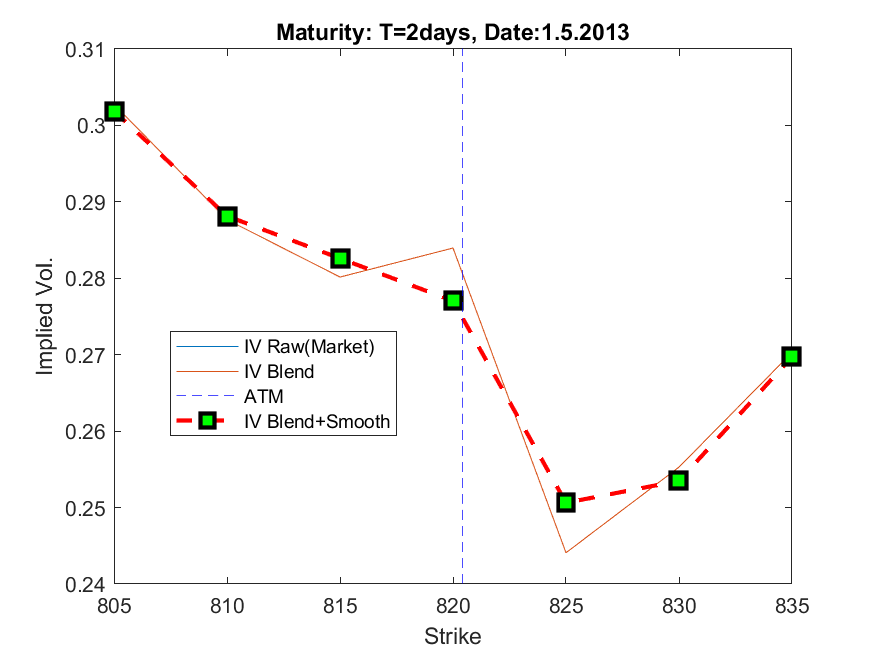 Maturity: T=2days, Date:1.5.2013
0.31
0.3
0.29
0.28
0.27
0.26
0.25
0.24
Implied Vol.
IV Raw(Market)
IV Blend
ATM
IV Blend+Smooth
805 810 815 820 825 830 835
Strike